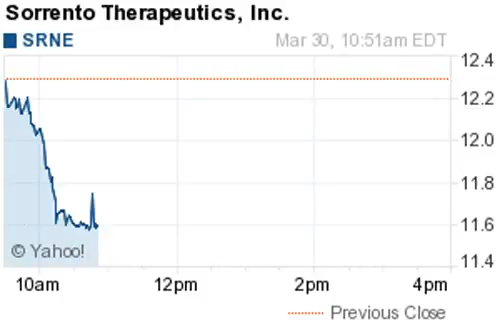 Sorrento Therapeutics, Inc.
SRNE Mar 30, 10:51am EDT
12.4
12.2
12.0
11.8
11.6
11.4
© Yahoo!
10am 12pm 2pm 4pm
Previous Close